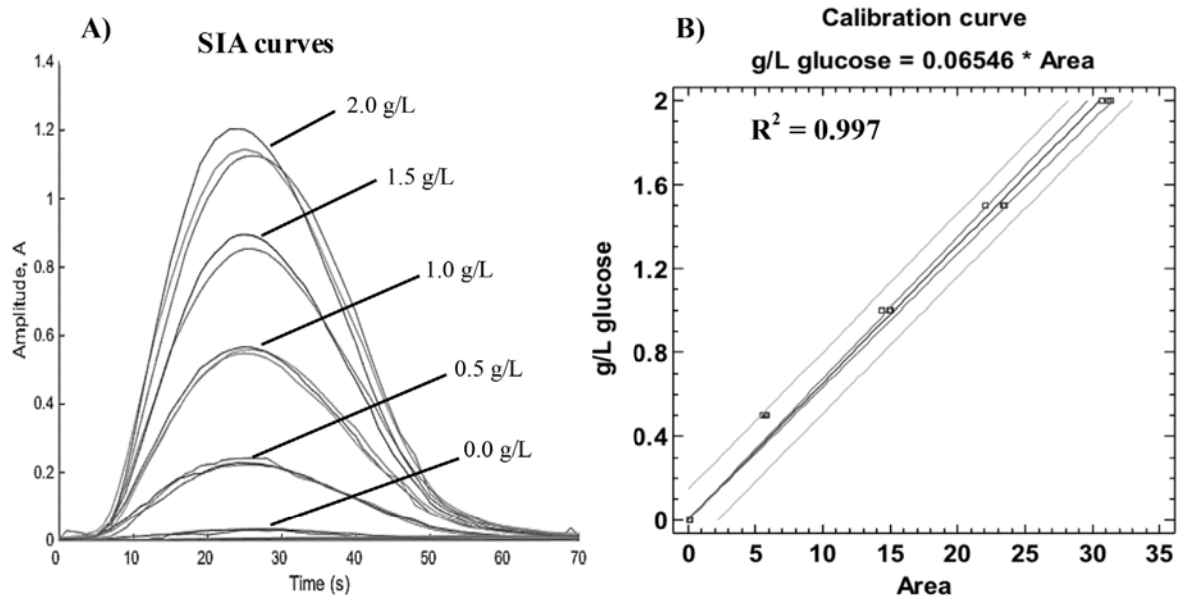 A)
SIA curves
1.4
1.2
1
0.8
0.6
0.4
0.2
0
Amplitude, A
2.0 g/L
1.5 g/L
1.0 g/L
0.5 g/L
0.0 g/L
0 10 20 30 40 50 60 70
Time (s)
B)
Calibration curve
g/L glucose = 0.06546 * Area
R² = 0.997
2
1.6
1.2
0.8
0.4
0
g/L glucose
0 5 10 15 20 25 30 35
Area